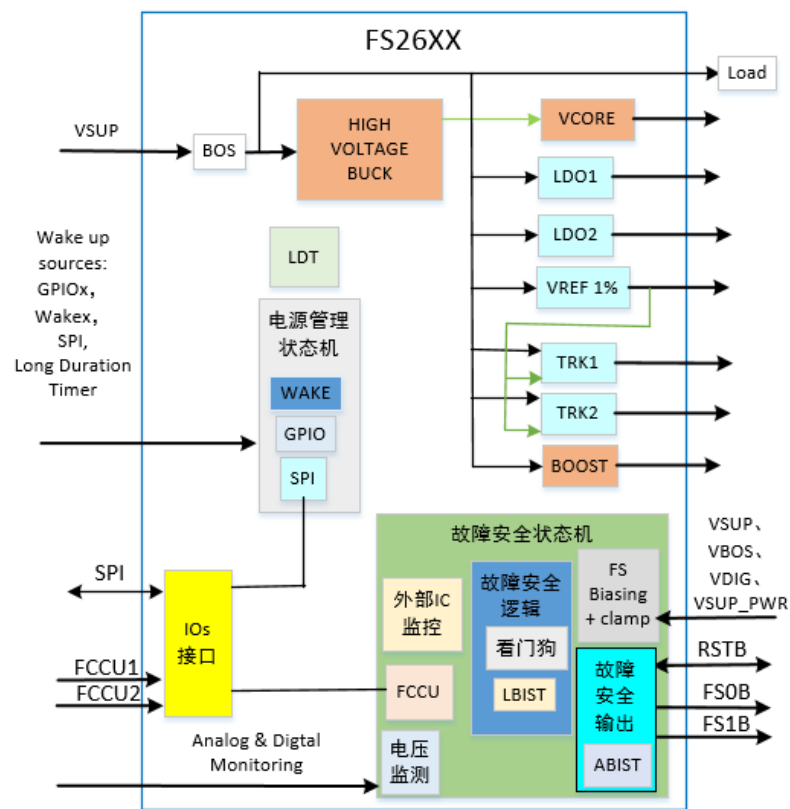 FS26XX
Load
VSUP
BOS
HIGH
VOLTAGE
BUCK
VCORE
LDO1
LDO2
VREF 1%
TRK1
TRK2
BOOST
Wake up
sources:
GPIOx，
Wakex，
SPI,
Long Duration
Timer
LDT
电源管理
状态机
WAKE
GPIO
SPI
SPI
FCCU1
FCCU2
IOs
接口
Analog & Digtal
Monitoring
故障安全状态机
外部IC
监控
FCCU
电压
监测
故障安全
逻辑
看门狗
LBIST
FS
Biasing
+ clamp
故障
安全
输出
ABIST
VSUP、
VBOS、
VDIG、
VSUP_PWR
RSTB
FS0B
FS1B